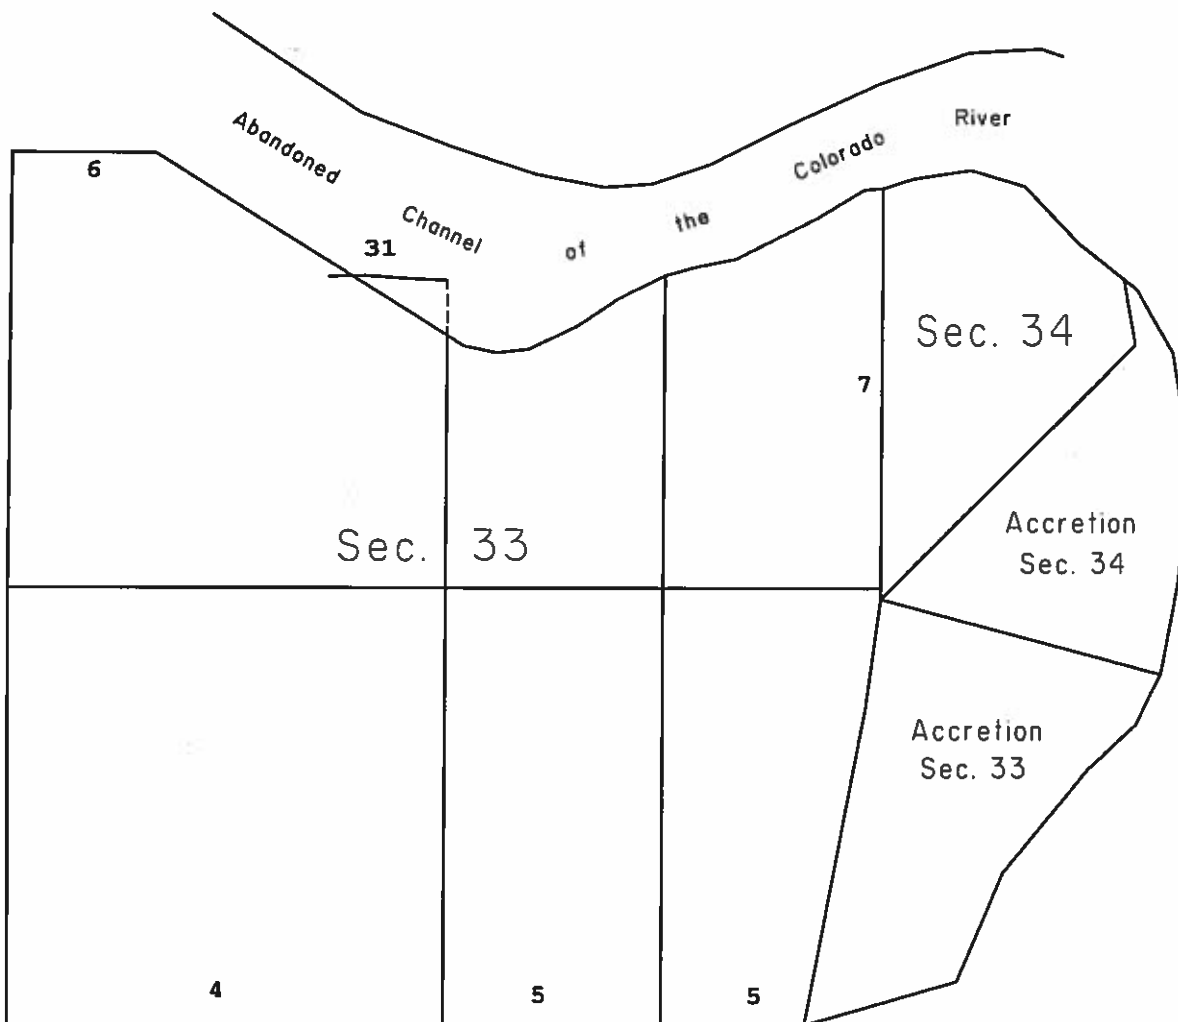 Abandoned Channel of the Colorado River
6
31
Sec. 34
7
Sec. 33
Accretion
Sec. 34
Accretion
Sec. 33
4
5
5